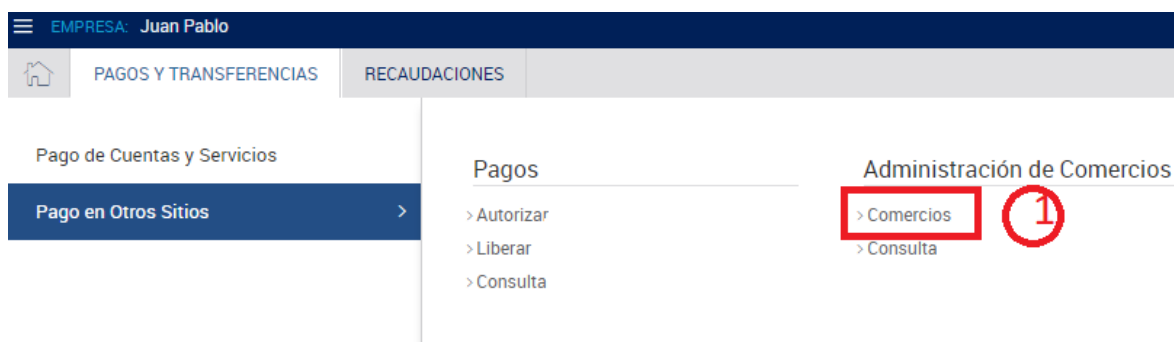 EMPRESA: Juan Pablo
PAGOS Y TRANSFERENCIAS RECAUDACIONES
Pago de Cuentas y Servicios
Pago en Otros Sitios >
Pagos
> Autorizar
> Liberar
> Consulta
Administración de Comercios
> Comercios 1
> Consulta